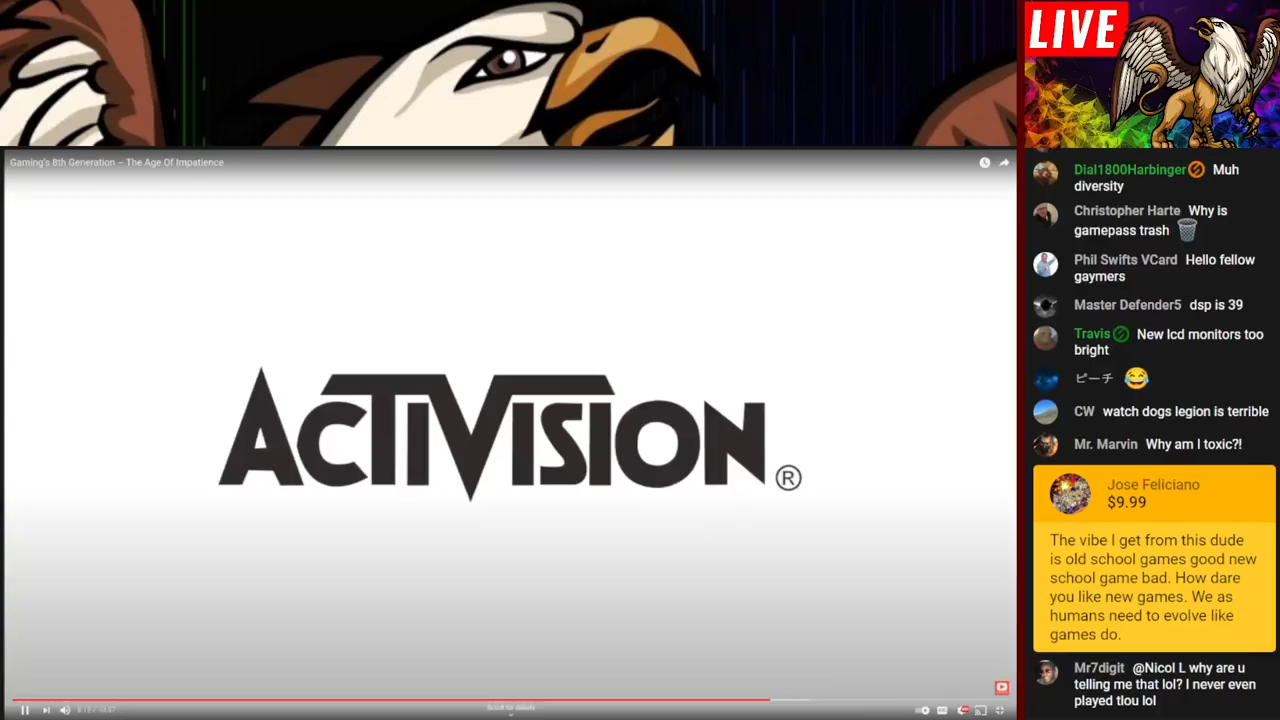 LIVE
Gaming's 8th Generation – The Age Of Impatience
ACTIVISION®
Scroll for details
Dial1800Harbinger Muh
diversity
Christopher Harte Why is
gamepass trash
Phil Swifts VCard Hello fellow
gaymers
Master Defender5 dsp is 39
Travis New lcd monitors too
bright
ピーチ
CW watch dogs legion is terrible
Mr. Marvin Why am I toxic?!
Jose Feliciano
$9.99
The vibe I get from this dude
is old school games good new
school game bad. How dare
you like new games. We as
humans need to evolve like
games do.
Mr7digit @Nicol L why are u
telling me that lol? I never even
played tlou lol